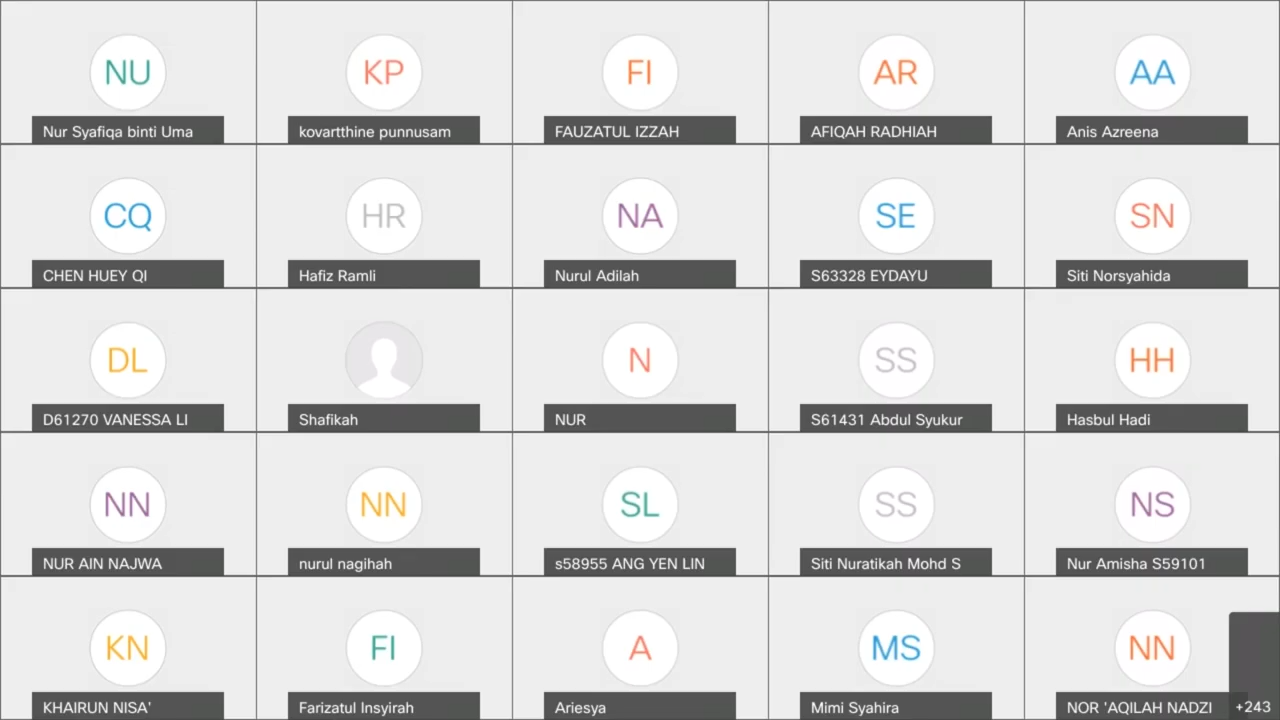 NU KP FI AR AA
Nur Syafiqa binti Uma kovartthine punnusam FAUZATUL IZZAH AFIQAH RADHIAH Anis Azreena
CQ HR NA SE SN
CHEN HUEY QI Hafiz Ramli Nurul Adilah S63328 EYDAYU Siti Norsyahida
DL N SS HH
D61270 VANESSA LI Shafikah NUR S61431 Abdul Syukur Hasbul Hadi
NN NN SL SS NS
NUR AIN NAJWA nurul nagihah s58955 ANG YEN LIN Siti Nuratikah Mohd S Nur Amisha S59101
KN FI A MS NN
KHAIRUN NISA' Farizatul Insyirah Ariesya Mimi Syahira NOR 'AQILAH NADZI +243